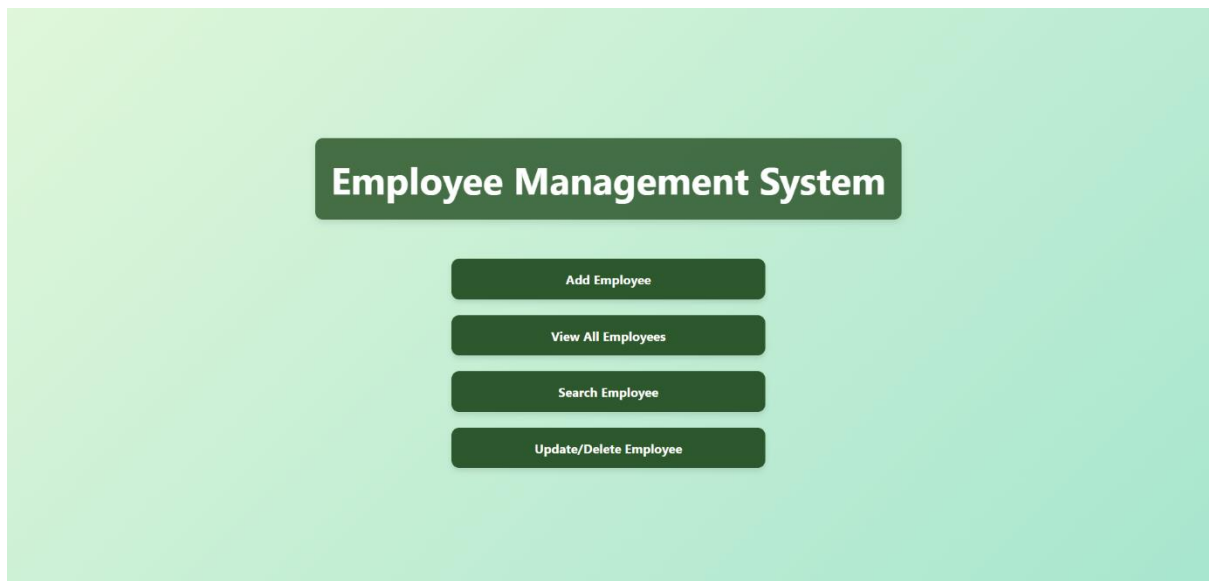 Employee Management System
Add Employee
View All Employees
Search Employee
Update/Delete Employee